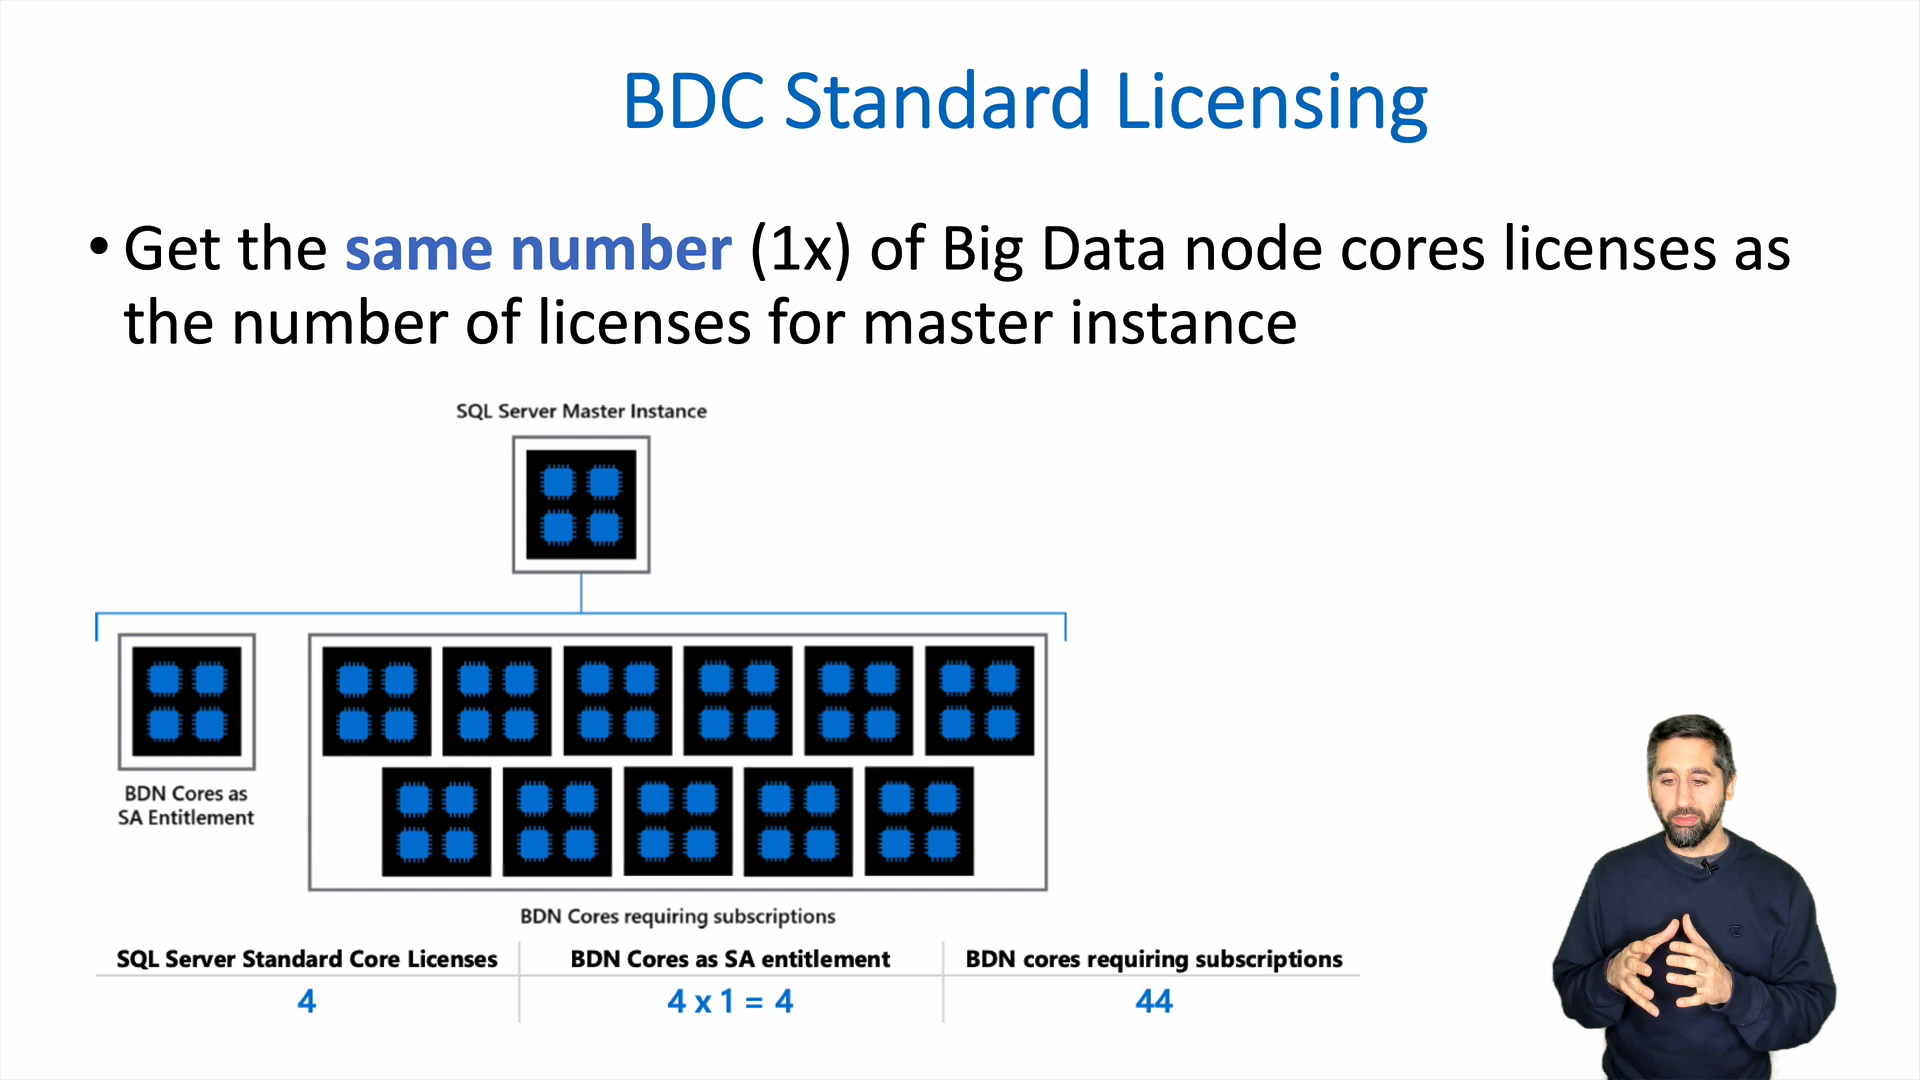 BDC Standard Licensing
• Get the same number (1x) of Big Data node cores licenses as
the number of licenses for master instance
SQL Server Master Instance
BDN Cores as
SA Entitlement
BDN Cores requiring subscriptions
SQL Server Standard Core Licenses
BDN Cores as SA entitlement
BDN cores requiring subscriptions
4
4 x 1 = 4
44